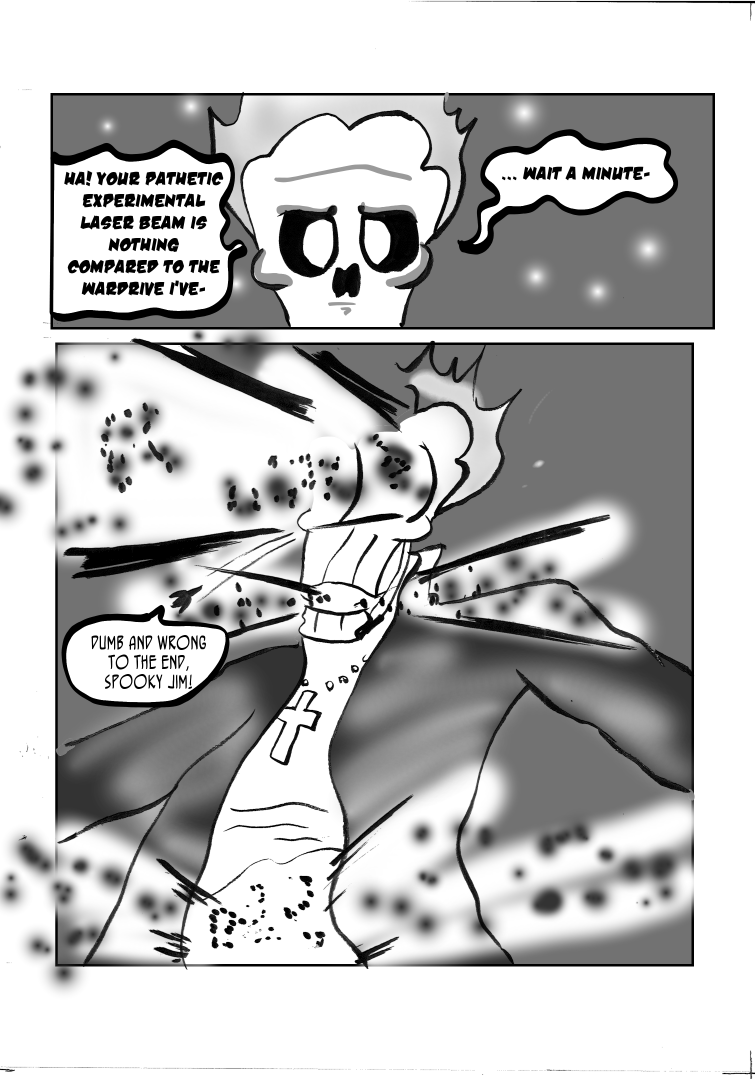 HA! YOUR PATHETIC
EXPERIMENTAL
LASER BEAM IS
NOTHING
COMPARED TO THE
WARDRIVE I'VE-
... WAIT A MINUTE-
DUMB AND WRONG
TO THE END,
SPOOKY JIM!